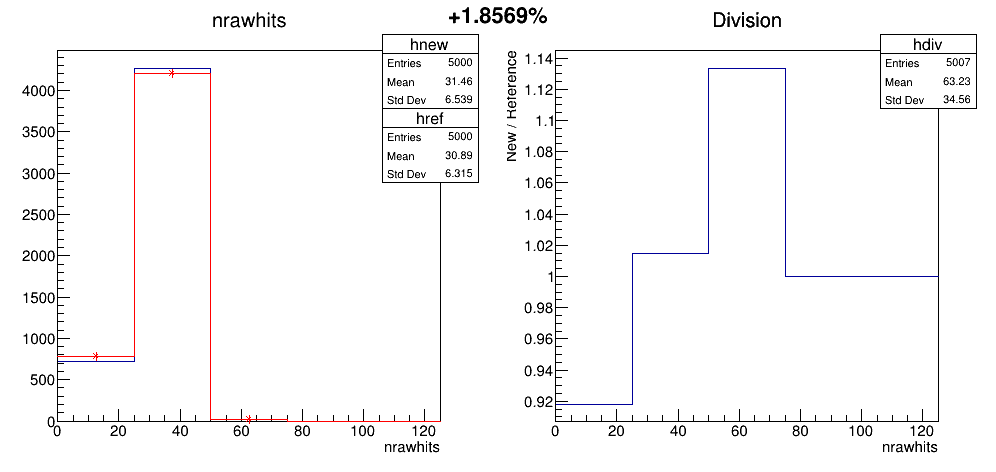 +1.8569%
nrawhits
hnew
Entries 5000
Mean 31.46
Std Dev 6.539
href
Entries 5000
Mean 30.89
Std Dev 6.315
4000
3500
3000
2500
2000
1500
1000
500
0
0 20 40 60 80 100 120
nrawhits
Division
hdiv
Entries 5007
Mean 63.23
Std Dev 34.56
New / Reference
1.14
1.12
1.1
1.08
1.06
1.04
1.02
1
0.98
0.96
0.94
0.92
0 20 40 60 80 100 120
nrawhits